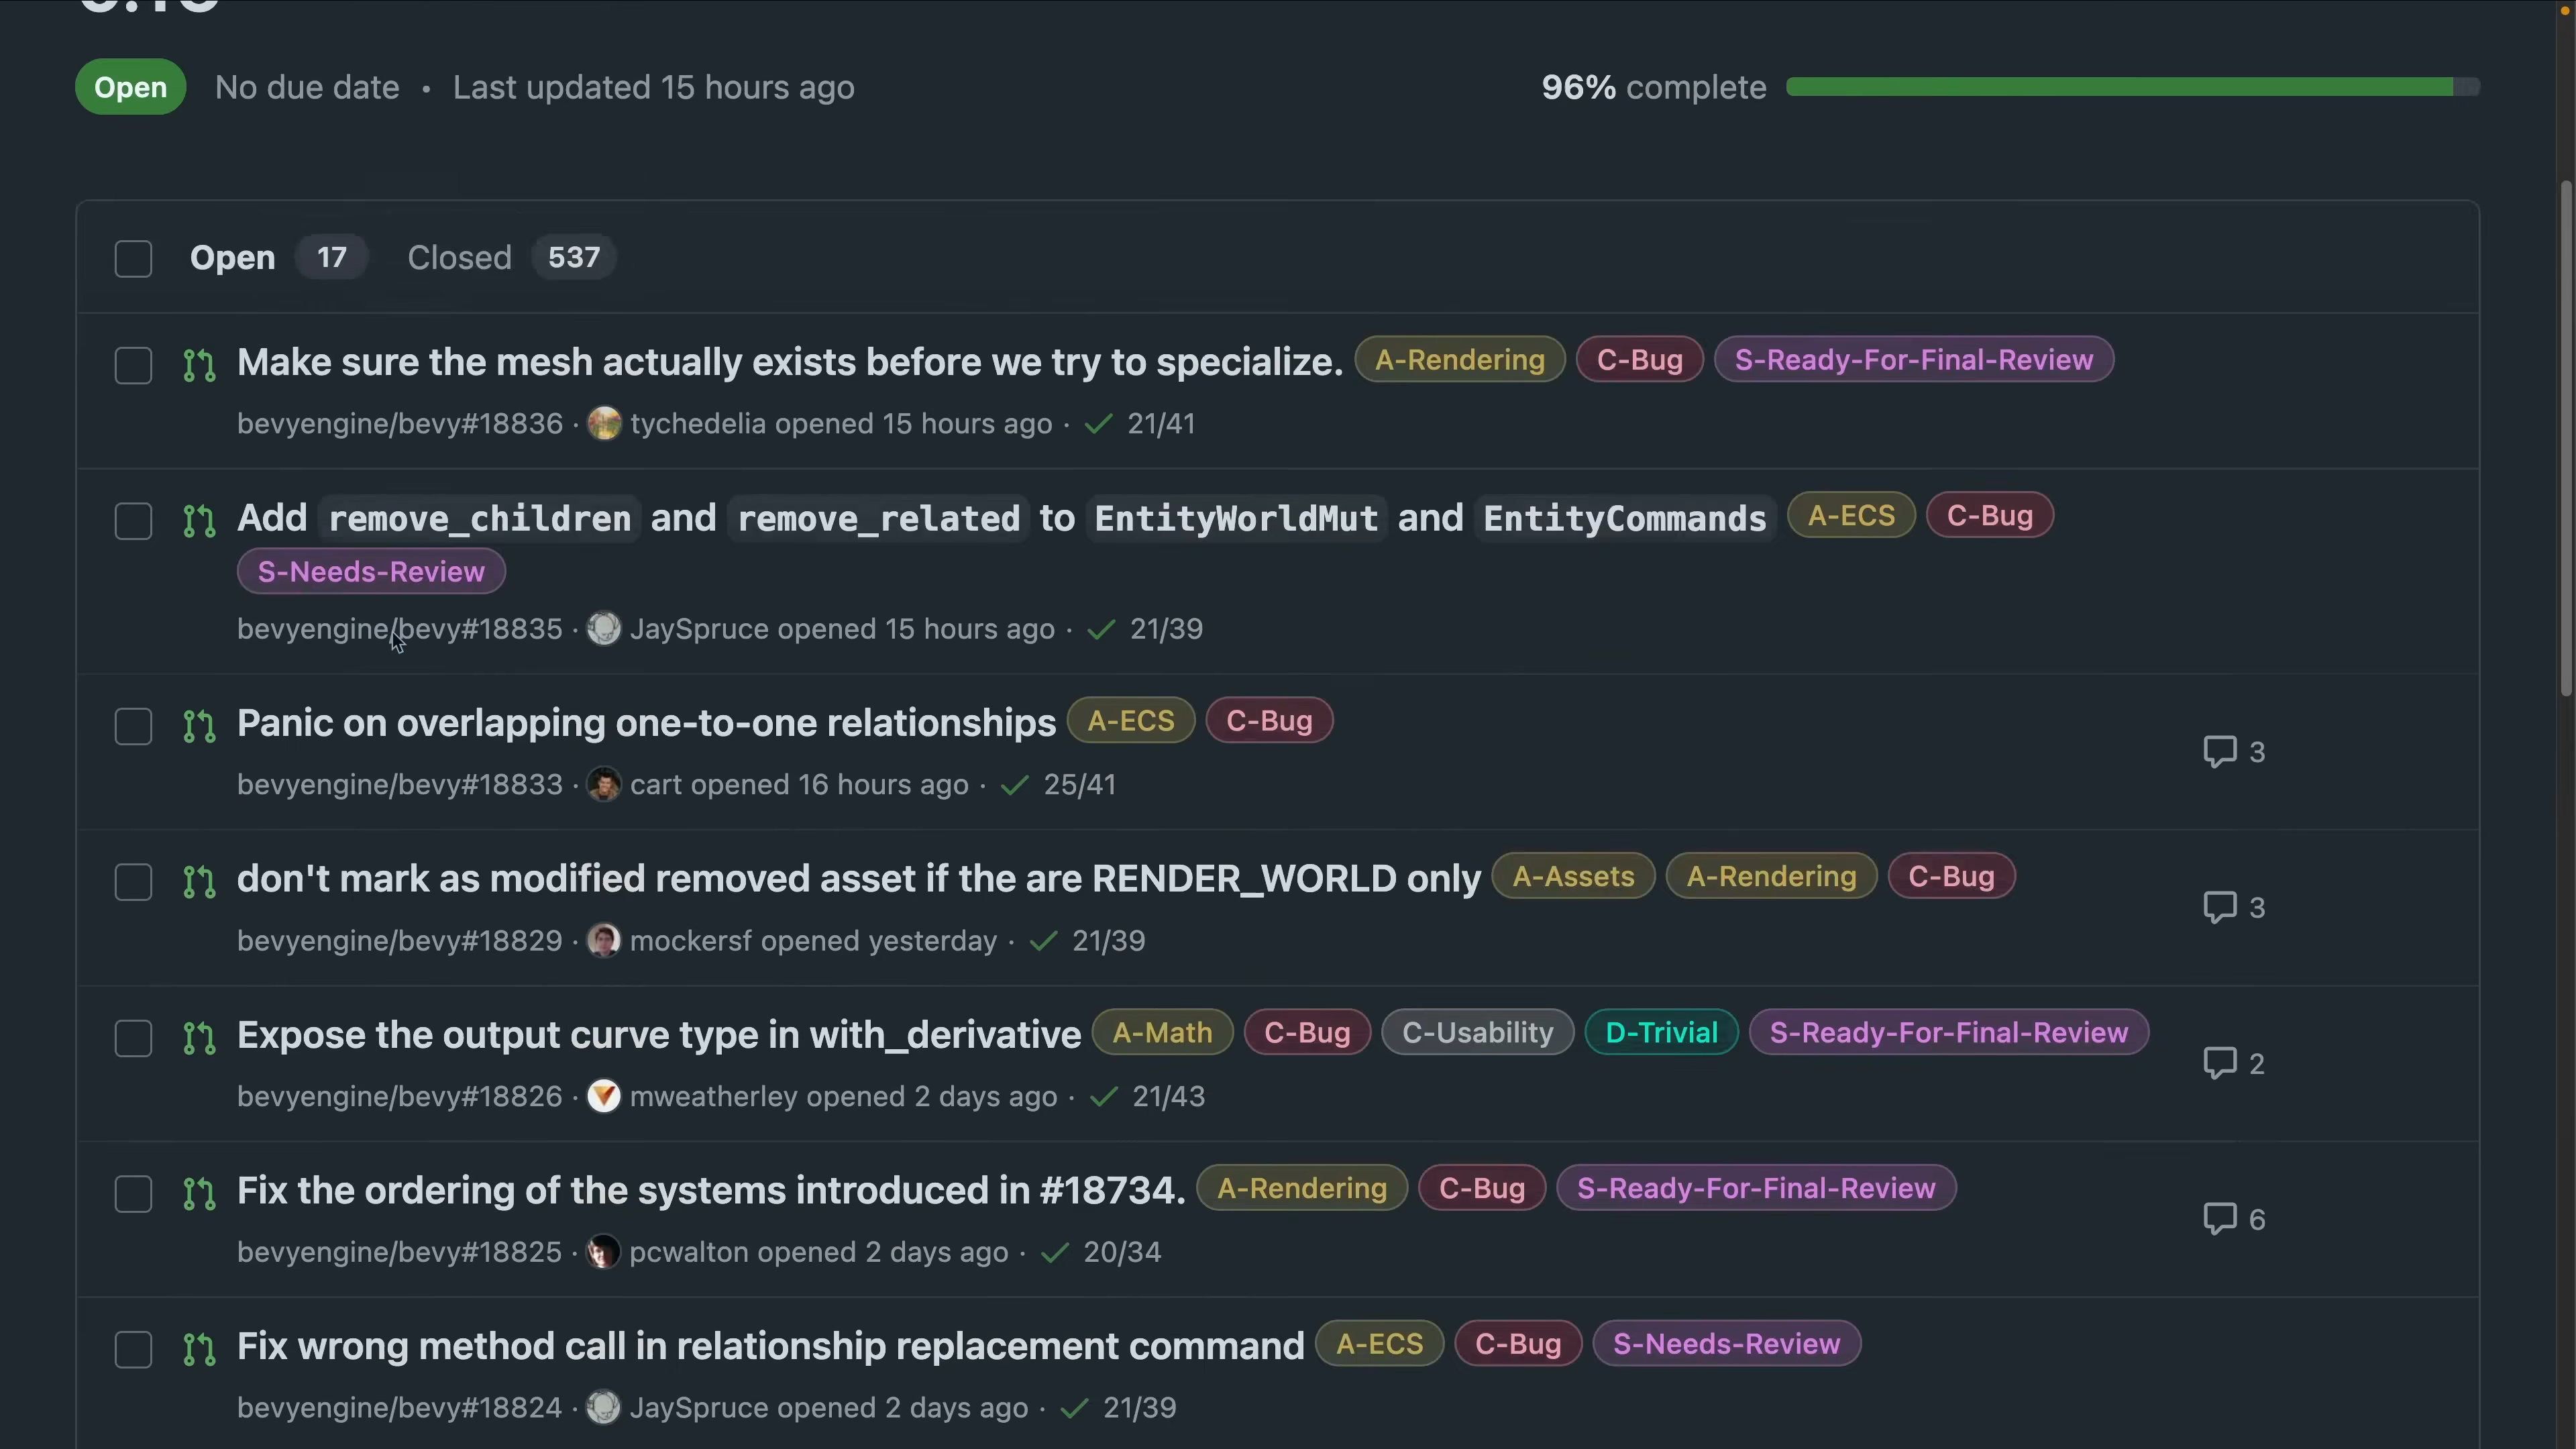 Open No due date • Last updated 15 hours ago 96% complete
Open 17 Closed 537
Make sure the mesh actually exists before we try to specialize. A-Rendering C-Bug S-Ready-For-Final-Review
bevyengine/bevy#18836 · tychedelia opened 15 hours ago · 21/41
Add remove_children and remove_related to EntityWorldMut and EntityCommands A-ECS C-Bug
S-Needs-Review
bevyengine/bevy#18835 · JaySpruce opened 15 hours ago · 21/39
Panic on overlapping one-to-one relationships A-ECS C-Bug
3
bevyengine/bevy#18833 · cart opened 16 hours ago · 25/41
don't mark as modified removed asset if the are RENDER_WORLD only A-Assets A-Rendering C-Bug
3
bevyengine/bevy#18829 · mockersf opened yesterday · 21/39
Expose the output curve type in with_derivative A-Math C-Bug C-Usability D-Trivial S-Ready-For-Final-Review
2
bevyengine/bevy#18826 · mweatherley opened 2 days ago · 21/43
Fix the ordering of the systems introduced in #18734. A-Rendering C-Bug S-Ready-For-Final-Review
6
bevyengine/bevy#18825 · pcwalton opened 2 days ago · 20/34
Fix wrong method call in relationship replacement command A-ECS C-Bug S-Needs-Review
bevyengine/bevy#18824 · JaySpruce opened 2 days ago · 21/39